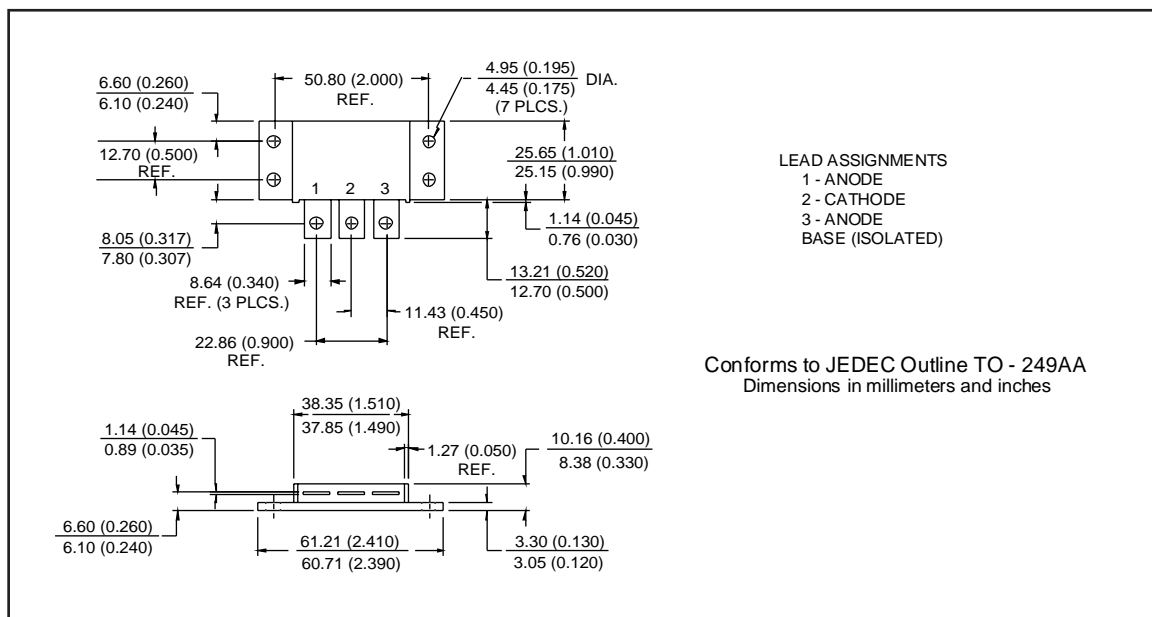 6.60 (0.260)
6.10 (0.240)
50.80 (2.000)
REF.
4.95 (0.195)
4.45 (0.175)
DIA.
(7 PLCS.)
12.70 (0.500)
REF.
25.65 (1.010)
25.15 (0.990)
1 2 3
8.05 (0.317)
7.80 (0.307)
1.14 (0.045)
0.76 (0.030)
8.64 (0.340)
REF. (3 PLCS.)
13.21 (0.520)
12.70 (0.500)
11.43 (0.450)
REF.
22.86 (0.900)
REF.
LEAD ASSIGNMENTS
1 - ANODE
2 - CATHODE
3 - ANODE
BASE (ISOLATED)
Conforms to JEDEC Outline TO - 249AA
Dimensions in millimeters and inches
38.35 (1.510)
37.85 (1.490)
1.14 (0.045)
0.89 (0.035)
1.27 (0.050)
REF.
10.16 (0.400)
8.38 (0.330)
6.60 (0.260)
6.10 (0.240)
61.21 (2.410)
60.71 (2.390)
3.30 (0.130)
3.05 (0.120)